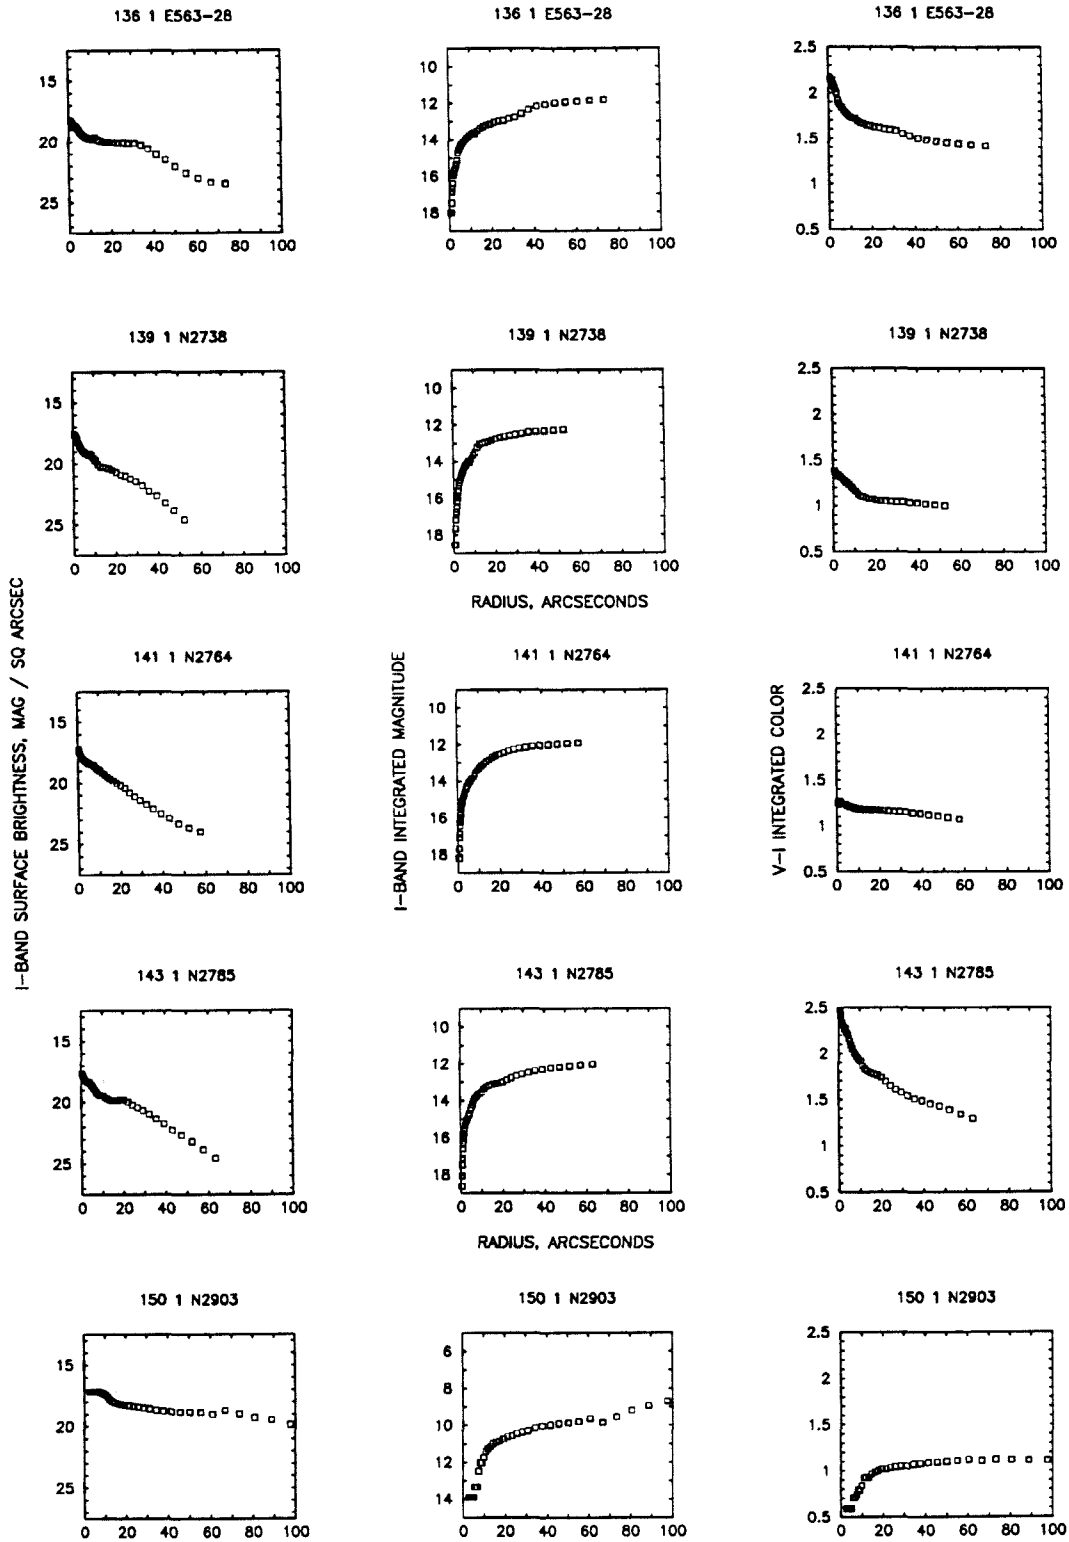 136 1 E563-28
136 1 E563-28
136 1 E563-28
15
20
25
0 20 40 60 80 100
10
12
14
16
18
0 20 40 60 80 100
2.5
2
1.5
1
0.5
0 20 40 60 80 100
139 1 N2738
139 1 N2738
139 1 N2738
15
20
25
0 20 40 60 80 100
10
12
14
16
18
0 20 40 60 80 100
RADIUS, ARCSECONDS
2.5
2
1.5
1
0.5
0 20 40 60 80 100
I-BAND SURFACE BRIGHTNESS, MAG / SQ ARCSEC
I-BAND INTEGRATED MAGNITUDE
V-I INTEGRATED COLOR
141 1 N2764
141 1 N2764
141 1 N2764
15
20
25
0 20 40 60 80 100
10
12
14
16
18
0 20 40 60 80 100
2.5
2
1.5
1
0.5
0 20 40 60 80 100
143 1 N2785
143 1 N2785
143 1 N2785
15
20
25
0 20 40 60 80 100
10
12
14
16
18
0 20 40 60 80 100
RADIUS, ARCSECONDS
2.5
2
1.5
1
0.5
0 20 40 60 80 100
150 1 N2903
150 1 N2903
150 1 N2903
15
20
25
0 20 40 60 80 100
6
8
10
12
14
0 20 40 60 80 100
2.5
2
1.5
1
0.5
0 20 40 60 80 100